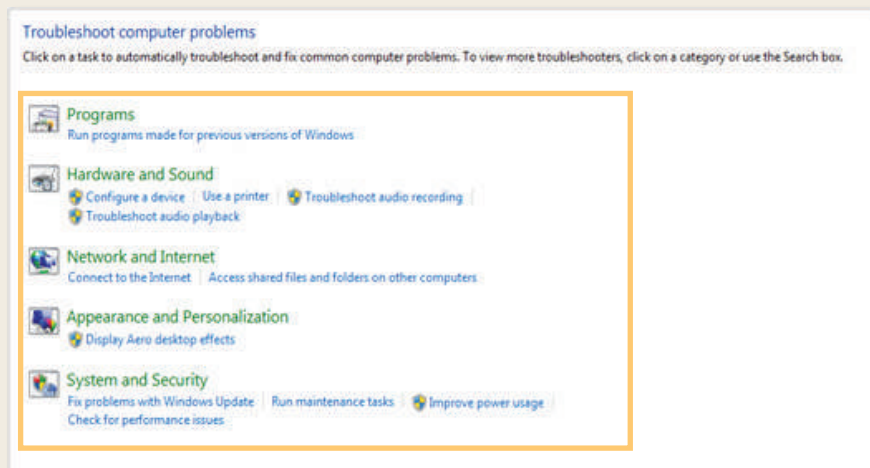 Troubleshoot computer problems
Click on a task to automatically troubleshoot and fix common computer problems. To view more troubleshooters, click on a category or use the Search box.
Programs
Run programs made for previous versions of Windows
Hardware and Sound
Configure a device Use a printer Troubleshoot audio recording
Troubleshoot audio playback
Network and Internet
Connect to the Internet Access shared files and folders on other computers
Appearance and Personalization
Display Aero desktop effects
System and Security
Fix problems with Windows Update Run maintenance tasks Improve power usage
Check for performance issues